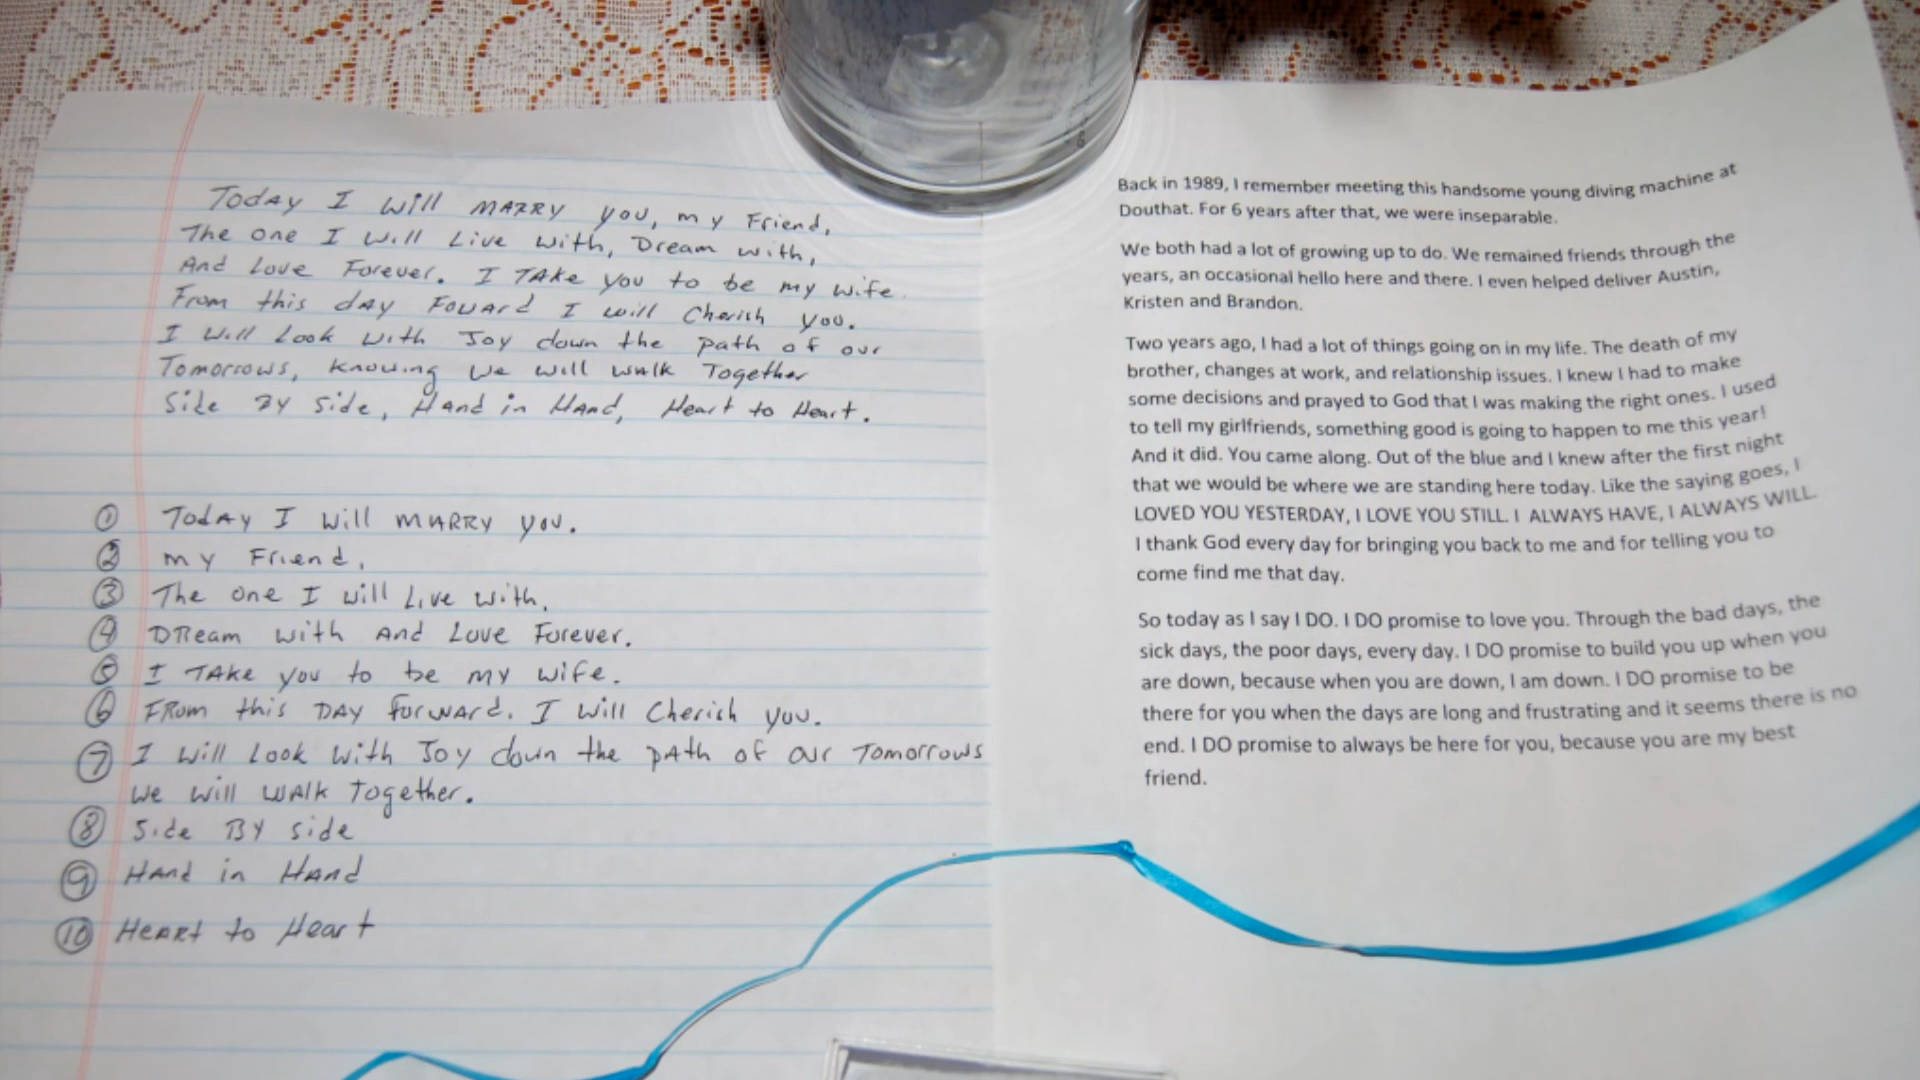 Today I will MARRY you, my Friend,
The one I will Live with, Dream with,
And Love Forever. I TAke you to be my wife.
From this day Foward I will Cherish you.
I will Look with Joy down the path of our
Tomorrows, knowing we will walk Together
Side By Side, Hand in Hand, Heart to Heart.
① Today I will MARRY you.
② my Friend,
③ The one I will Live with,
④ DReam with And Love Forever.
⑤ I TAke you to be my wife.
⑥ FRom this DAY forward. I will Cherish you.
⑦ I will Look with Joy down the path of our Tomorrows
we will walk Together.
⑧ Side By side
⑨ Hand in Hand
⑩ Heart to Heart
Back in 1989, I remember meeting this handsome young diving machine at
Douthat. For 6 years after that, we were inseparable.
We both had a lot of growing up to do. We remained friends through the
years, an occasional hello here and there. I even helped deliver Austin,
Kristen and Brandon.
Two years ago, I had a lot of things going on in my life. The death of my
brother, changes at work, and relationship issues. I knew I had to make
some decisions and prayed to God that I was making the right ones. I used
to tell my girlfriends, something good is going to happen to me this year!
And it did. You came along. Out of the blue and I knew after the first night
that we would be where we are standing here today. Like the saying goes, I
LOVED YOU YESTERDAY, I LOVE YOU STILL. I ALWAYS HAVE, I ALWAYS WILL.
I thank God every day for bringing you back to me and for telling you to
come find me that day.
So today as I say I DO. I DO promise to love you. Through the bad days, the
sick days, the poor days, every day. I DO promise to build you up when you
are down, because when you are down, I am down. I DO promise to be
there for you when the days are long and frustrating and it seems there is no
end. I DO promise to always be here for you, because you are my best
friend.